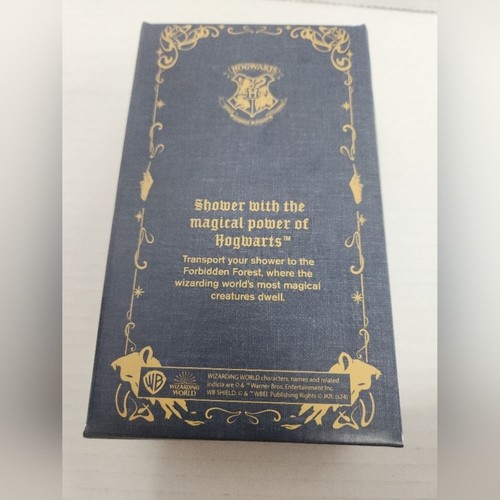 HOGWARTS
Shower with the
magical power of
Hogwarts™
Transport your shower to the
Forbidden Forest, where the
wizarding world's most magical
creatures dwell.
WB
WIZARDING
WORLD
WIZARDING WORLD characters, names and related
indicia are © & ™ Warner Bros. Entertainment Inc.
WB SHIELD: © & ™ WBEI. Publishing Rights © JKR. (s24)